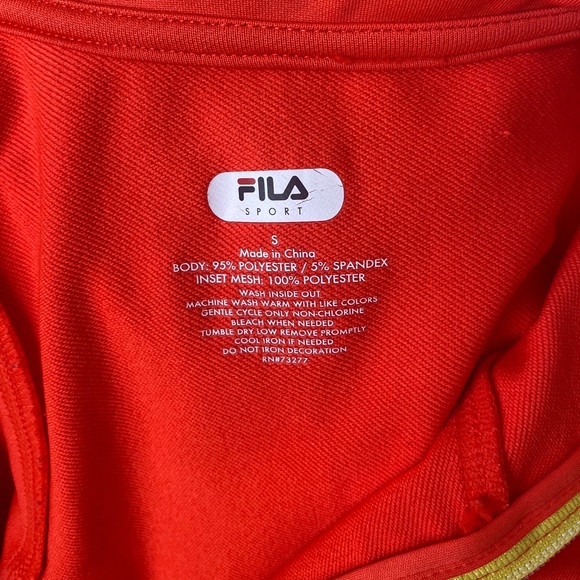 FILA
SPORT
S
Made in China
BODY: 95% POLYESTER / 5% SPANDEX
INSET MESH: 100% POLYESTER
WASH INSIDE OUT
MACHINE WASH WARM WITH LIKE COLORS
GENTLE CYCLE ONLY NON-CHLORINE
BLEACH WHEN NEEDED
TUMBLE DRY LOW REMOVE PROMPTLY
COOL IRON IF NEEDED
DO NOT IRON DECORATION
RN#73277